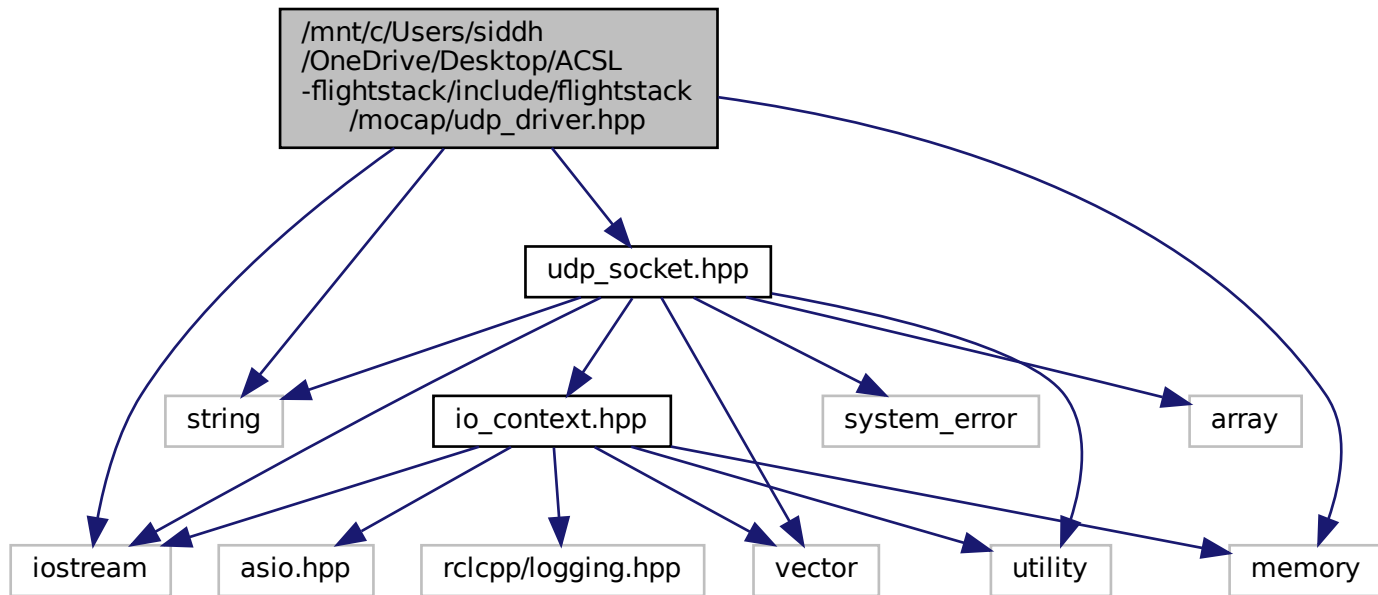 /mnt/c/Users/siddh
/OneDrive/Desktop/ACSL
-flightstack/include/flightstack
/mocap/udp_driver.hpp
udp_socket.hpp
string
io_context.hpp
system_error
array
iostream
asio.hpp
rclcpp/logging.hpp
vector
utility
memory